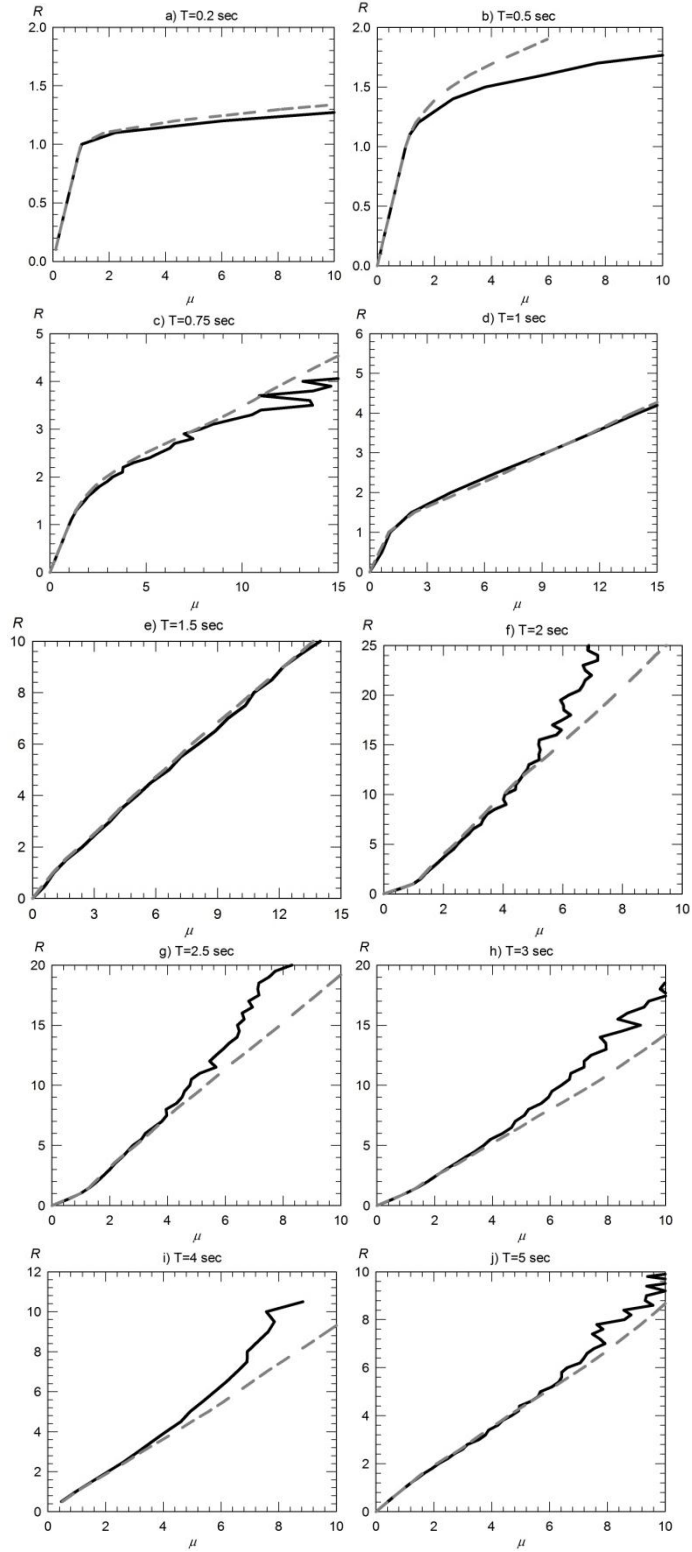 R
a) T=0.2 sec
2.0
1.5
1.0
0.5
0.0
0 2 4 6 8 10
μ
R
b) T=0.5 sec
2.0
1.5
1.0
0.5
0.0
0 2 4 6 8 10
μ
R
c) T=0.75 sec
5
4
3
2
1
0
0 5 10 15
μ
R
d) T=1 sec
6
5
4
3
2
1
0
0 3 6 9 12 15
μ
R
e) T=1.5 sec
10
8
6
4
2
0
0 3 6 9 12 15
μ
R
f) T=2 sec
25
20
15
10
5
0
0 2 4 6 8 10
μ
R
g) T=2.5 sec
20
15
10
5
0
0 2 4 6 8 10
μ
R
h) T=3 sec
20
15
10
5
0
0 2 4 6 8 10
μ
R
i) T=4 sec
12
10
8
6
4
2
0
0 2 4 6 8 10
μ
R
j) T=5 sec
10
8
6
4
2
0
0 2 4 6 8 10
μ